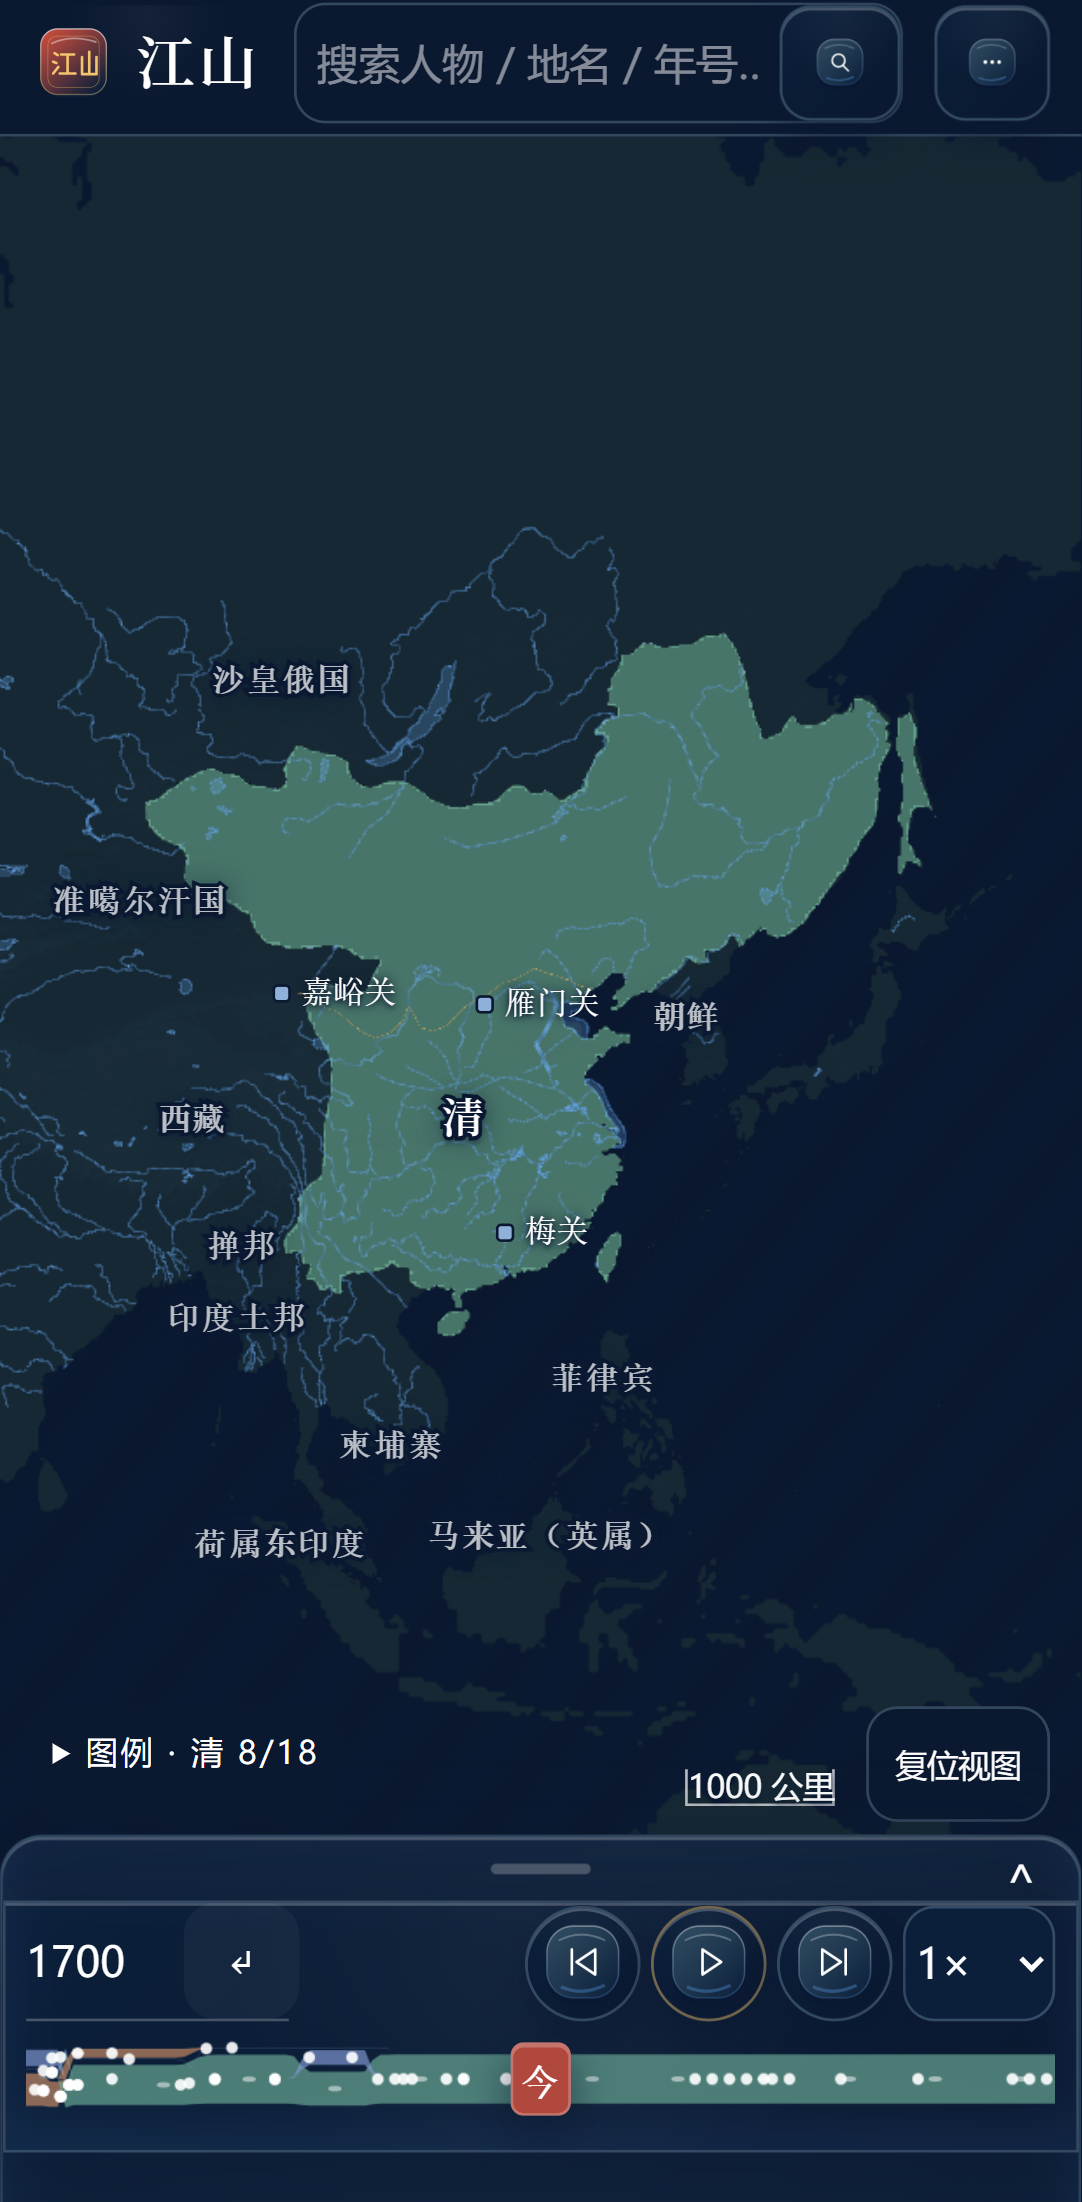 江山
江山
搜索人物 / 地名 / 年号..
沙皇俄国
准噶尔汗国
嘉峪关
雁门关
朝鲜
西藏
清
掸邦
梅关
印度土邦
菲律宾
柬埔寨
荷属东印度
马来亚（英属）
▶ 图例 · 清 8/18
1000 公里
复位视图
1700
1×
今